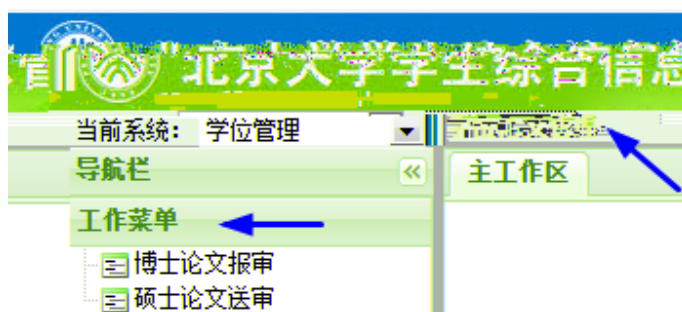 北京大学学生综合信息
当前系统： 学位管理
导航栏
主工作区
工作菜单
博士论文报审
硕士论文送审